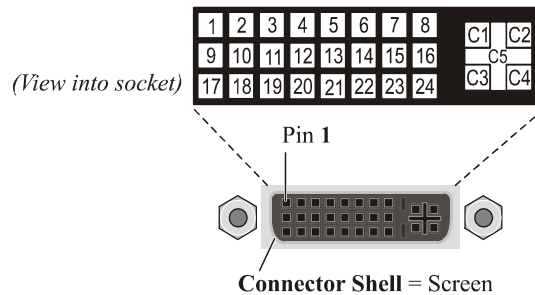 1 2 3 4 5 6 7 8 C1 C2
9 10 11 12 13 14 15 16 C5
17 18 19 20 21 22 23 24 C3 C4
(View into socket)
Pin 1
Connector Shell = Screen